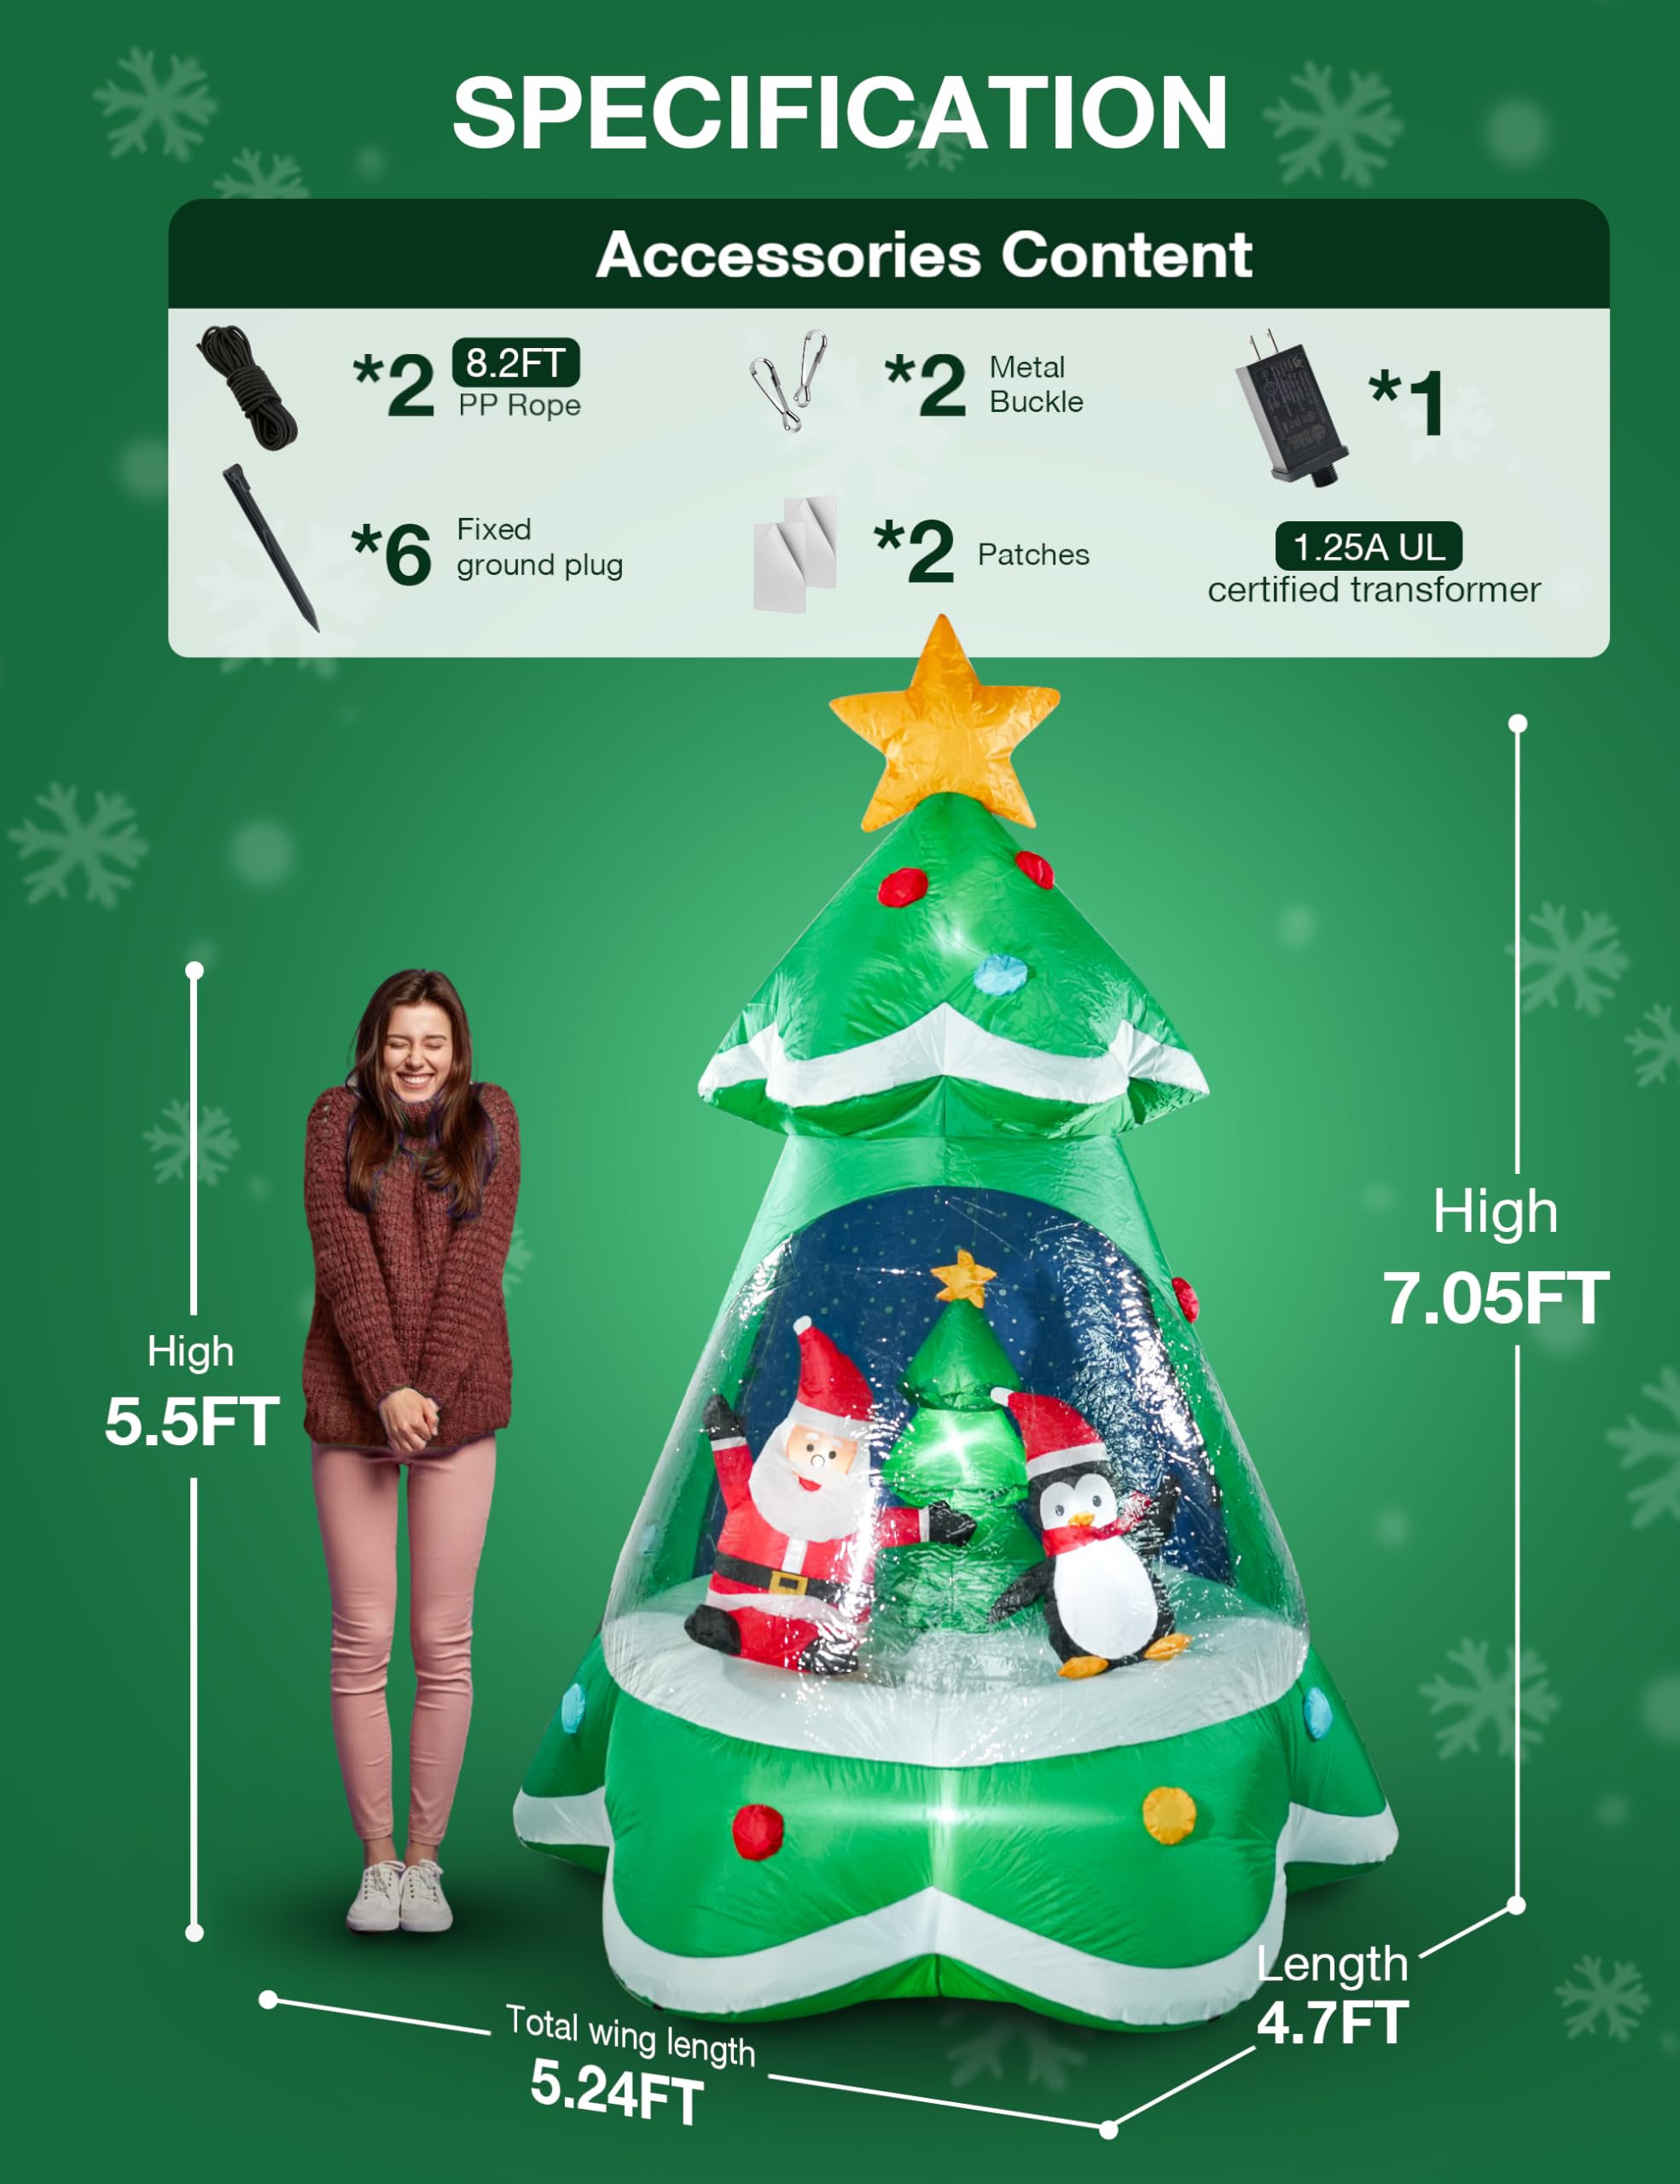 SPECIFICATION
Accessories Content
*2 8.2FT
PP Rope
*2 Metal
Buckle
*1
*6 Fixed
ground plug
*2 Patches
1.25A UL
certified transformer
High
7.05FT
High
5.5FT
Length
4.7FT
Total wing length
5.24FT